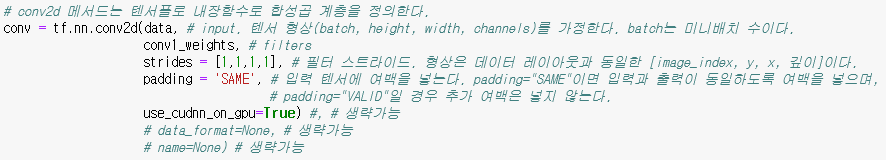 # conv2d 메서드는 텐서플로 내장함수로 합성곱 계층을 정의한다.
conv = tf.nn.conv2d(data, # input, 텐서 형상(batch, height, width, channels)를 가정한다. batch는 미니배치 수이다.
conv1_weights, # filters
strides = [1,1,1,1], # 필터 스트라이드. 형상은 데이터 레이아웃과 동일한 [image_index, y, x, 깊이]이다.
padding = 'SAME', # 입력 텐서에 여백을 넣는다. padding="SAME"이면 입력과 출력이 동일하도록 여백을 넣으며,
# padding="VALID"일 경우 추가 여백은 넣지 않는다.
use_cudnn_on_gpu=True) #, # 생략가능
# data_format=None, # 생략가능
# name=None) # 생략가능